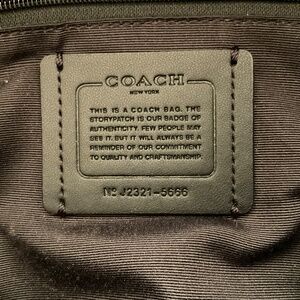 COACH
NEW YORK
THIS IS A COACH BAG. THE
STORYPATCH IS OUR BADGE OF
AUTHENTICITY. FEW PEOPLE MAY
SEE IT. BUT IT WILL ALWAYS BE A
REMINDER OF OUR COMMITMENT
TO QUALITY AND CRAFTSMANSHIP.
Nº J2321-5666